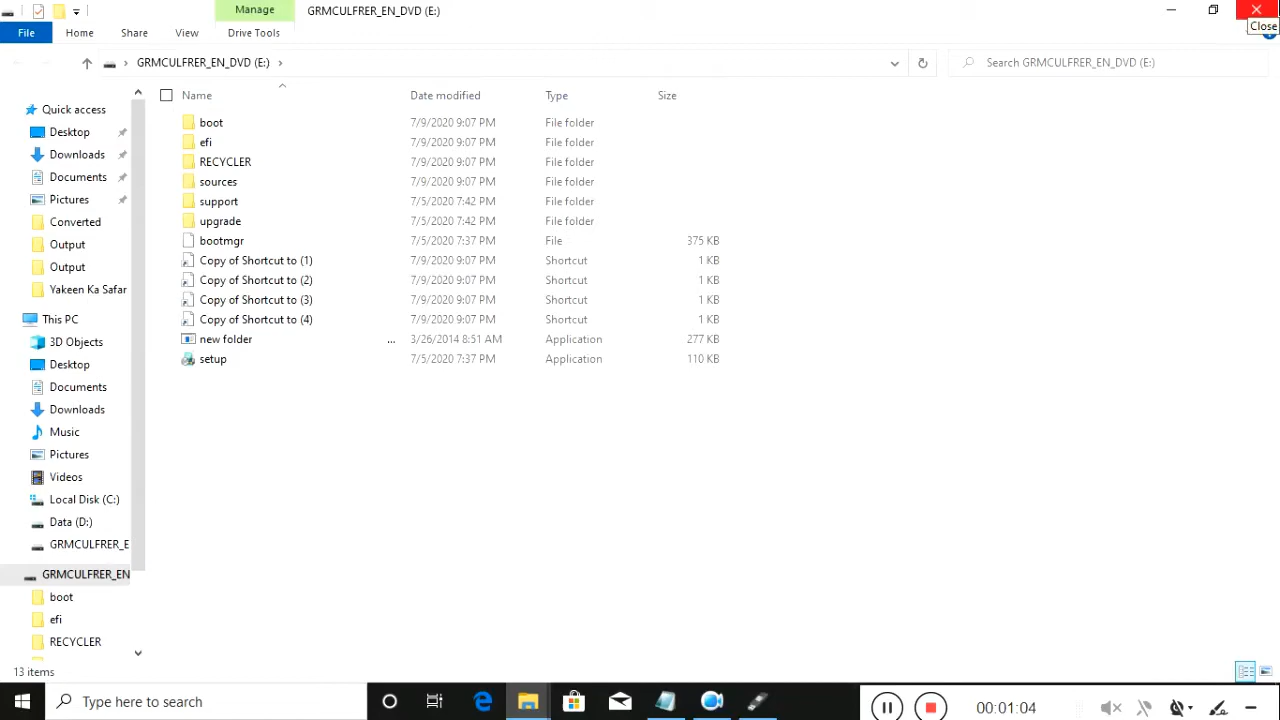 Manage GRMCULFRER_EN_DVD (E:)
Close
File Home Share View Drive Tools
GRMCULFRER_EN_DVD (E:) Search GRMCULFRER_EN_DVD (E:)
Name Date modified Type Size
Quick access
Desktop
Downloads
Documents
Pictures
Converted
Output
Output
Yakeen Ka Safar
This PC
3D Objects
Desktop
Documents
Downloads
Music
Pictures
Videos
Local Disk (C:)
Data (D:)
GRMCULFRER_E
GRMCULFRER_EN
boot
efi
RECYCLER
boot 7/9/2020 9:07 PM File folder
efi 7/9/2020 9:07 PM File folder
RECYCLER 7/9/2020 9:07 PM File folder
sources 7/9/2020 9:07 PM File folder
support 7/5/2020 7:42 PM File folder
upgrade 7/5/2020 7:42 PM File folder
bootmgr 7/5/2020 7:37 PM File 375 KB
Copy of Shortcut to (1) 7/9/2020 9:07 PM Shortcut 1 KB
Copy of Shortcut to (2) 7/9/2020 9:07 PM Shortcut 1 KB
Copy of Shortcut to (3) 7/9/2020 9:07 PM Shortcut 1 KB
Copy of Shortcut to (4) 7/9/2020 9:07 PM Shortcut 1 KB
new folder ... 3/26/2014 8:51 AM Application 277 KB
setup 7/5/2020 7:37 PM Application 110 KB
13 items
Type here to search 00:01:04